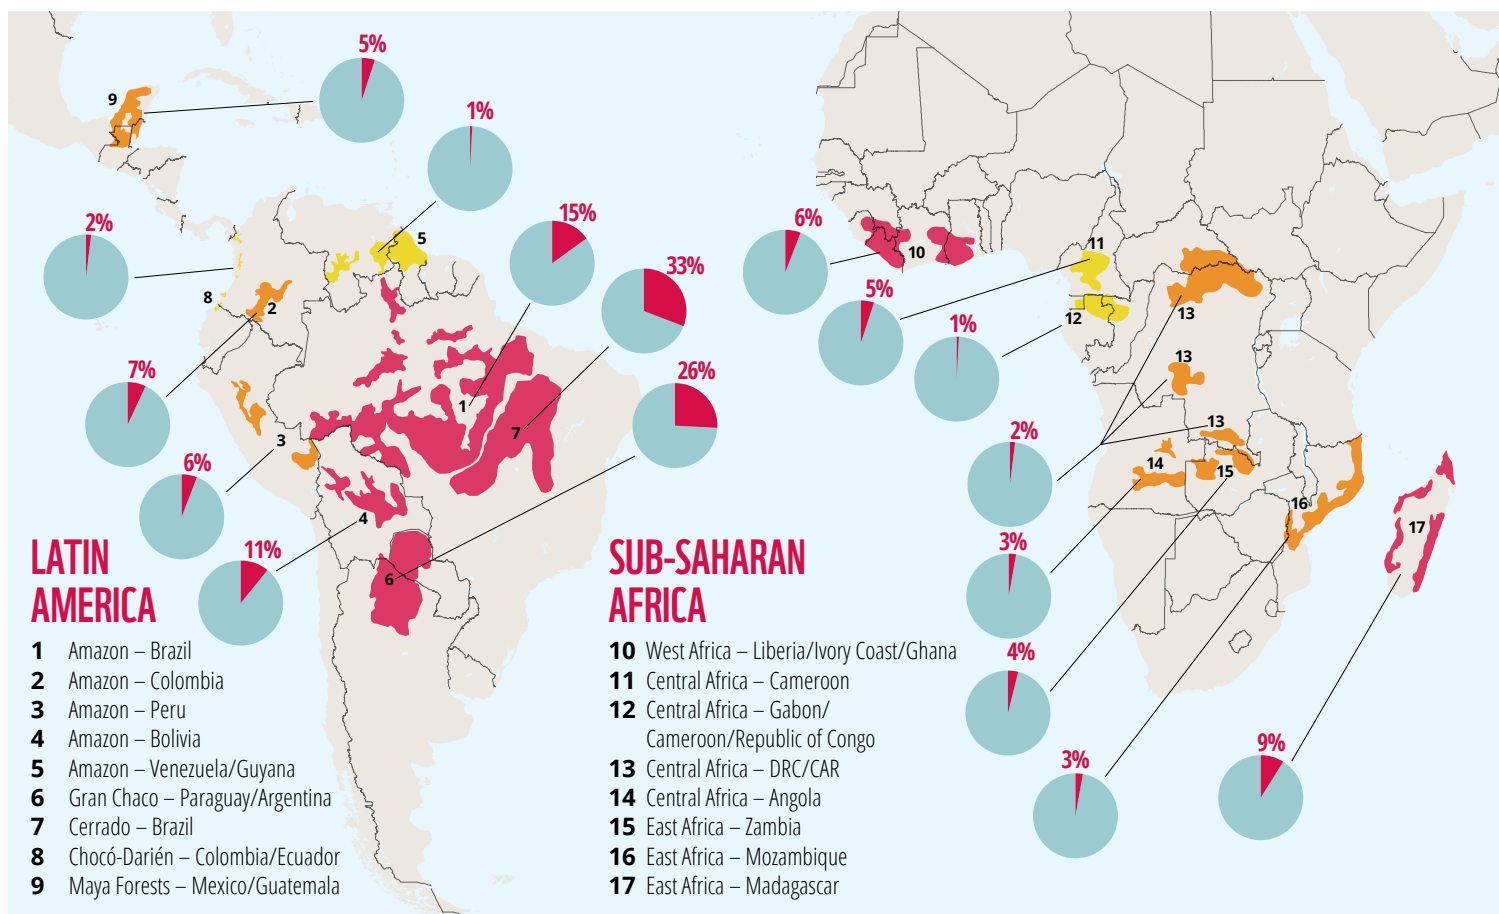 5%
9
1%
2%
15%
5
33%
8
2
7%
26%
1
7
3
6%
4
11%
6
LATIN
AMERICA
1 Amazon – Brazil
2 Amazon – Colombia
3 Amazon – Peru
4 Amazon – Bolivia
5 Amazon – Venezuela/Guyana
6 Gran Chaco – Paraguay/Argentina
7 Cerrado – Brazil
8 Chocó-Darién – Colombia/Ecuador
9 Maya Forests – Mexico/Guatemala
6%
10
11
5%
12
1%
13
13
13
2%
14
15
16
17
3%
4%
3%
9%
SUB-SAHARAN
AFRICA
10 West Africa – Liberia/Ivory Coast/Ghana
11 Central Africa – Cameroon
12 Central Africa – Gabon/
Cameroon/Republic of Congo
13 Central Africa – DRC/CAR
14 Central Africa – Angola
15 East Africa – Zambia
16 East Africa – Mozambique
17 East Africa – Madagascar